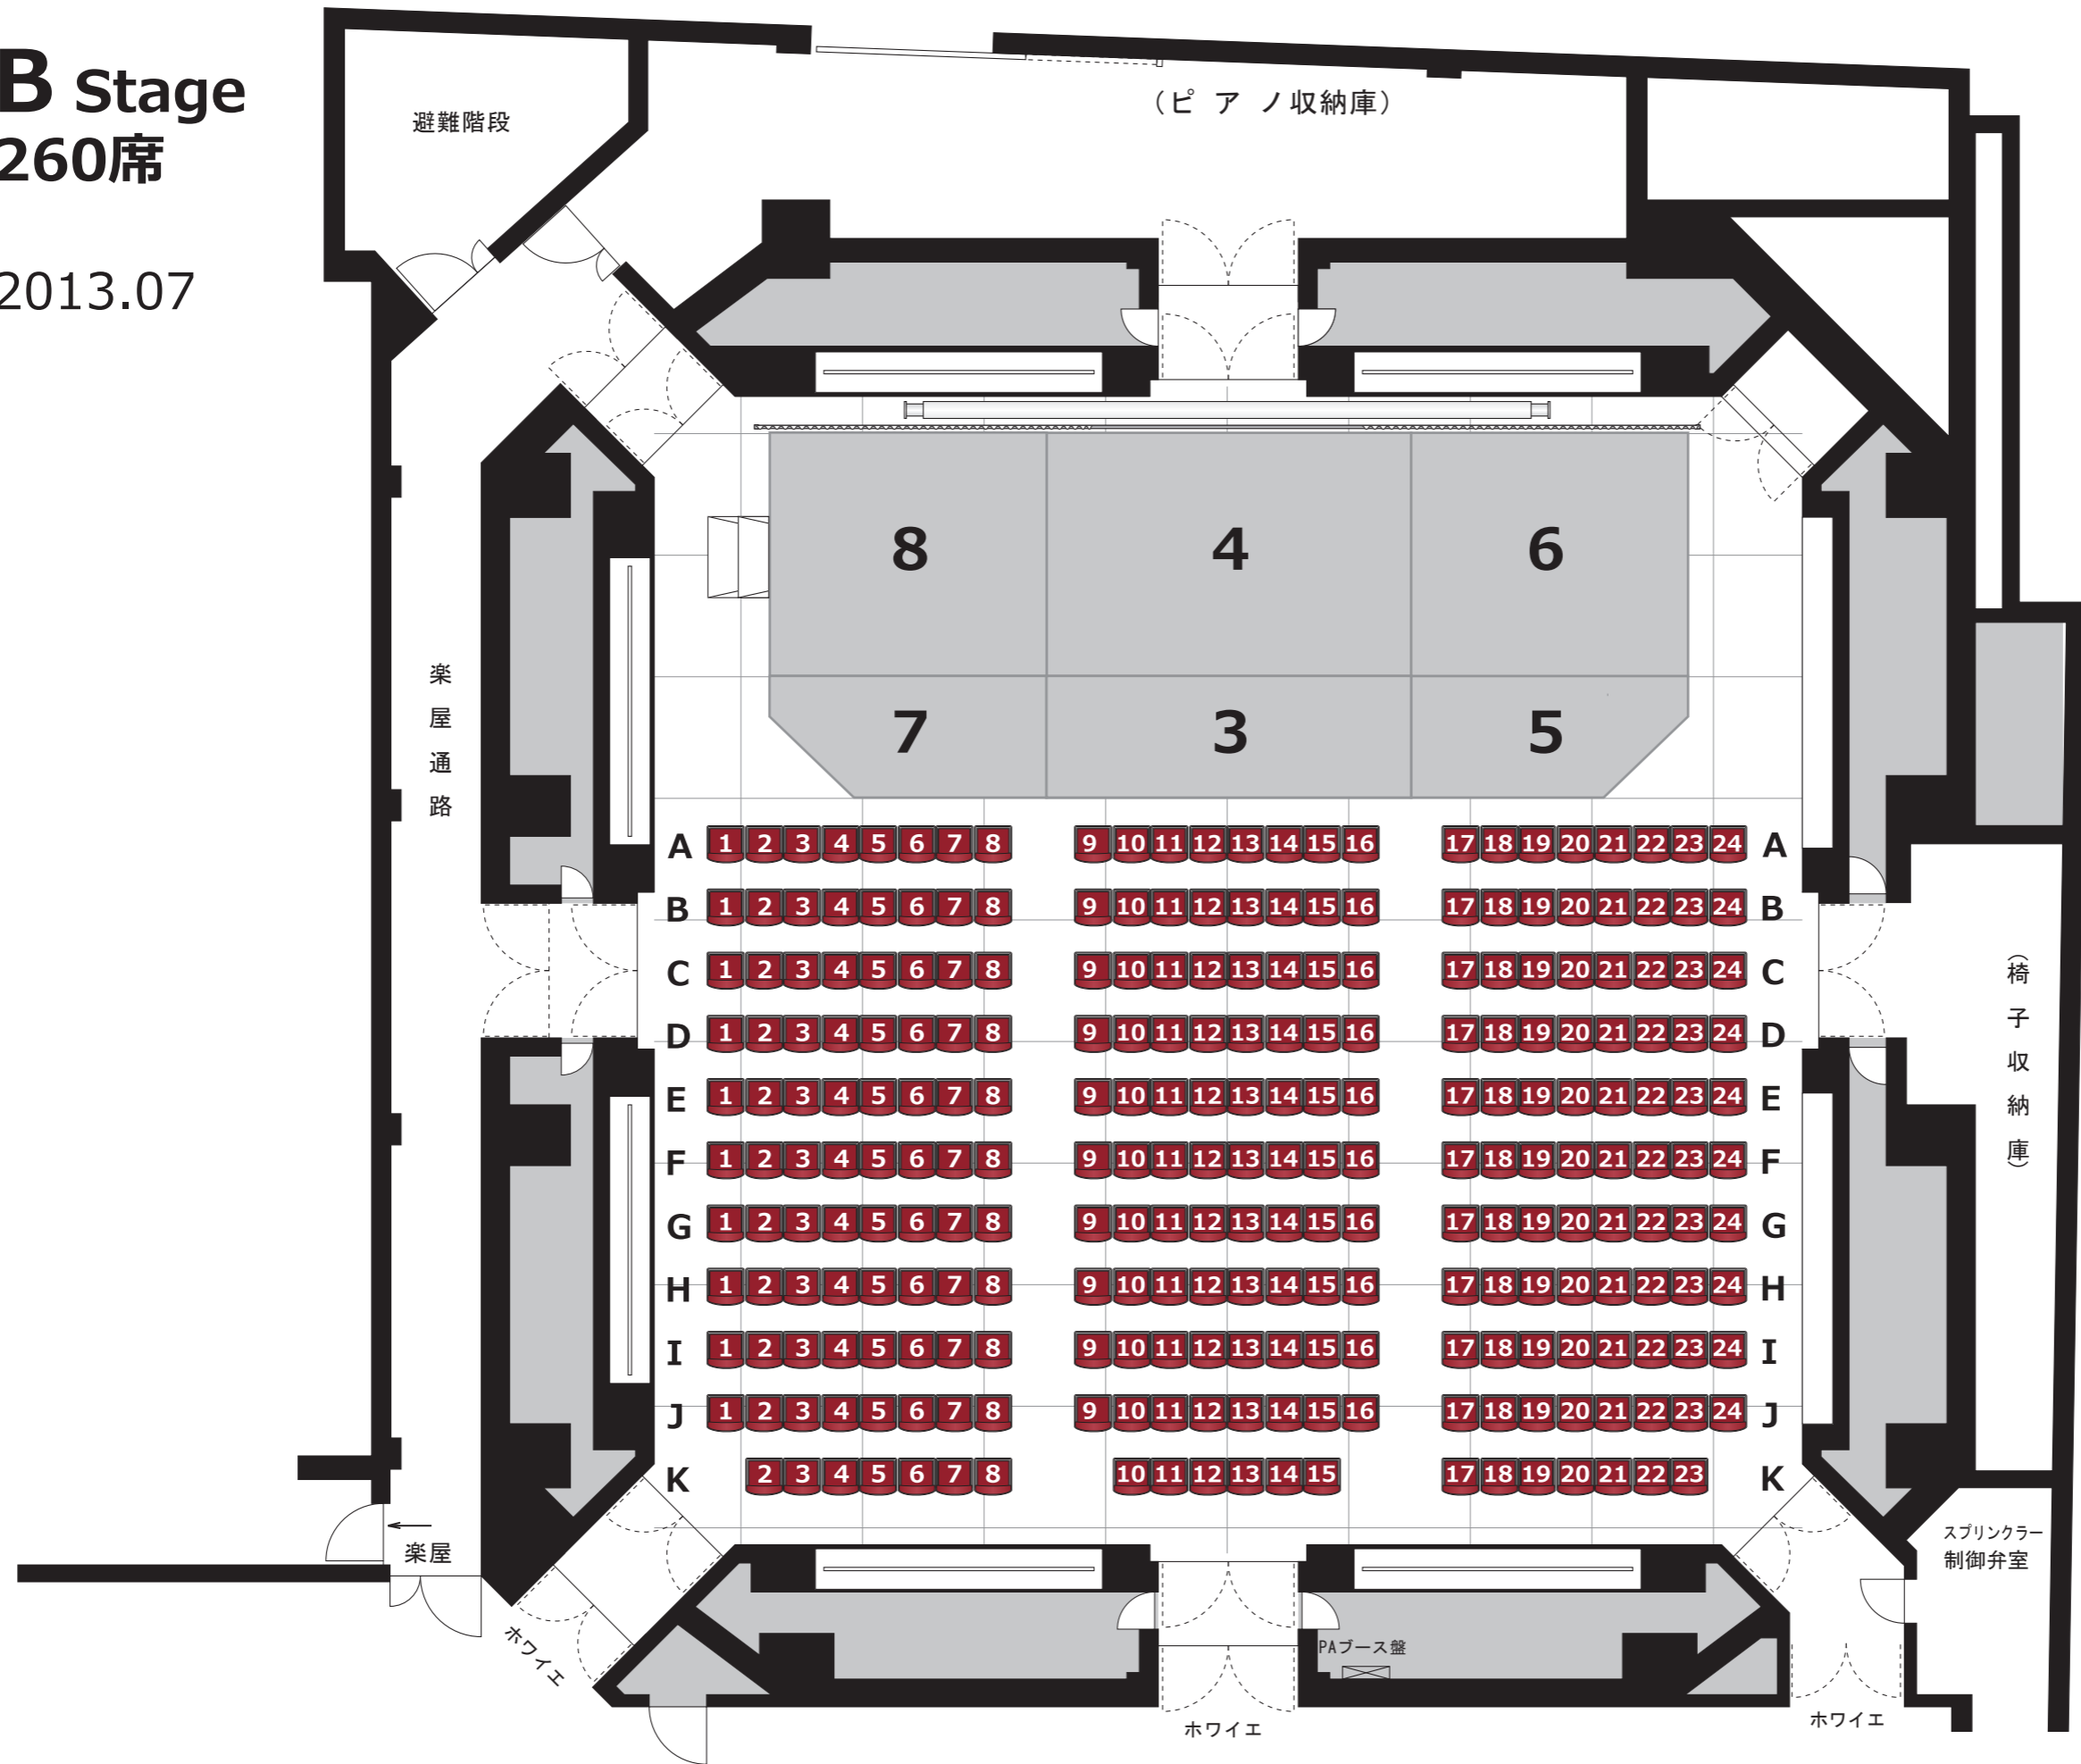 B Stage
260席
2013.07
避難階段
(ピ ア ノ収納庫)
8 4 6
7 3 5
楽屋通路
A 1 2 3 4 5 6 7 8 9 10 11 12 13 14 15 16 17 18 19 20 21 22 23 24 A
B 1 2 3 4 5 6 7 8 9 10 11 12 13 14 15 16 17 18 19 20 21 22 23 24 B
C 1 2 3 4 5 6 7 8 9 10 11 12 13 14 15 16 17 18 19 20 21 22 23 24 C
D 1 2 3 4 5 6 7 8 9 10 11 12 13 14 15 16 17 18 19 20 21 22 23 24 D
E 1 2 3 4 5 6 7 8 9 10 11 12 13 14 15 16 17 18 19 20 21 22 23 24 E
F 1 2 3 4 5 6 7 8 9 10 11 12 13 14 15 16 17 18 19 20 21 22 23 24 F
G 1 2 3 4 5 6 7 8 9 10 11 12 13 14 15 16 17 18 19 20 21 22 23 24 G
H 1 2 3 4 5 6 7 8 9 10 11 12 13 14 15 16 17 18 19 20 21 22 23 24 H
I 1 2 3 4 5 6 7 8 9 10 11 12 13 14 15 16 17 18 19 20 21 22 23 24 I
J 1 2 3 4 5 6 7 8 9 10 11 12 13 14 15 16 17 18 19 20 21 22 23 24 J
K 2 3 4 5 6 7 8 10 11 12 13 14 15 17 18 19 20 21 22 23 K
(椅子収納庫)
楽屋
スプリンクラー
制御弁室
ホワイエ
PAブース盤
ホワイエ
ホワイエ